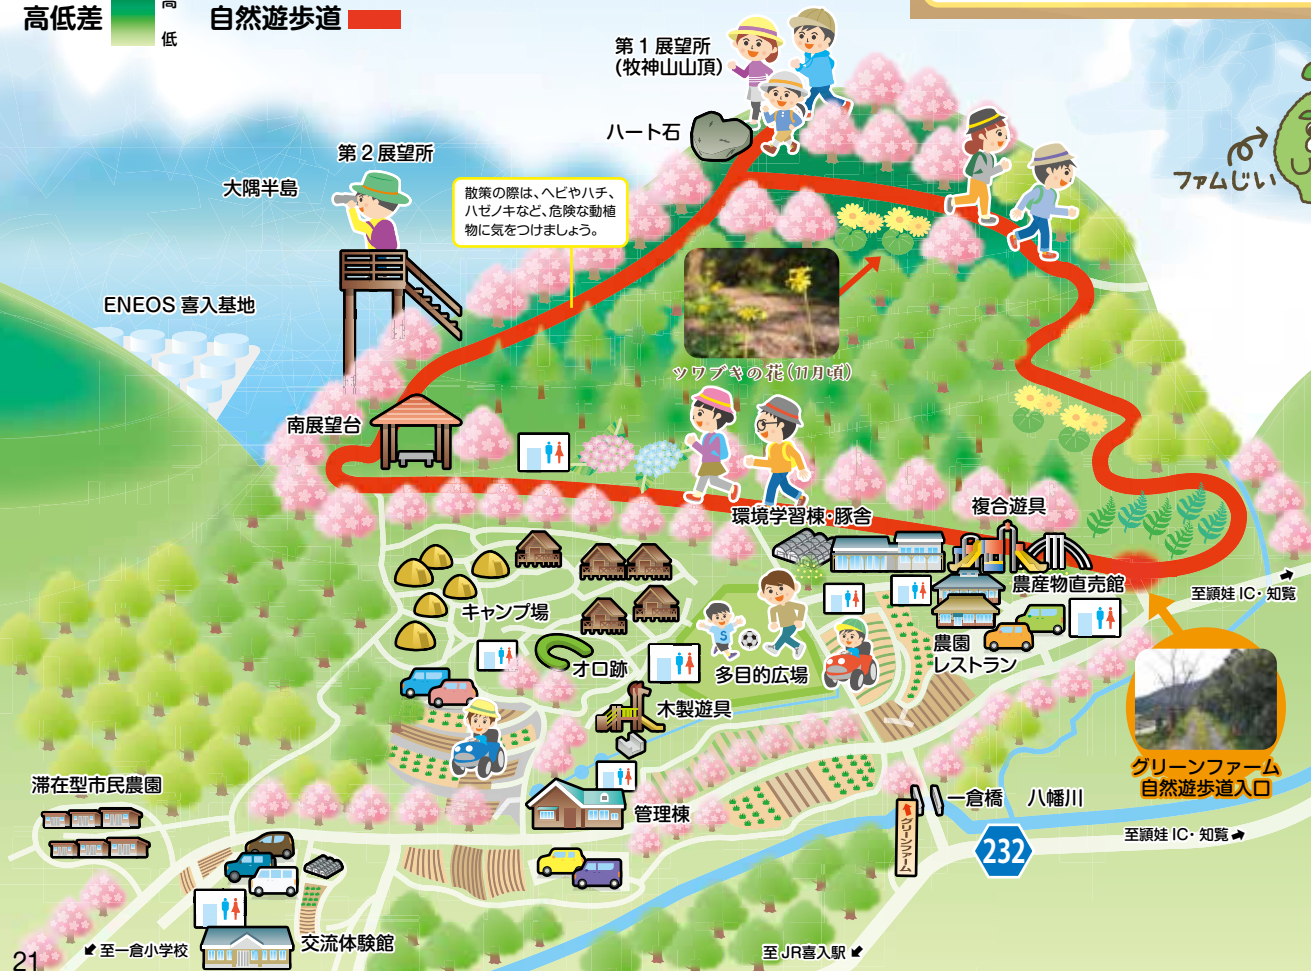 高低差
高
低
自然遊歩道
第1展望所
(牧神山山頂)
ハート石
第2展望所
大隅半島
散策の際は、ヘビやハチ、
ハゼノキなど、危険な動植
物に気をつけましょう。
ファムじい
ENEOS 喜入基地
ツワブキの花(11月頃)
南展望台
環境学習棟・豚舎
複合遊具
農産物直売館
至頴娃 IC・知覧
キャンプ場
農園
レストラン
オロ跡
多目的広場
S
木製遊具
グリーンファーム
自然遊歩道入口
滞在型市民農園
管理棟
一倉橋
八幡川
グリーンファーム
232
至頴娃 IC・知覧
交流体験館
至一倉小学校
至JR喜入駅
21